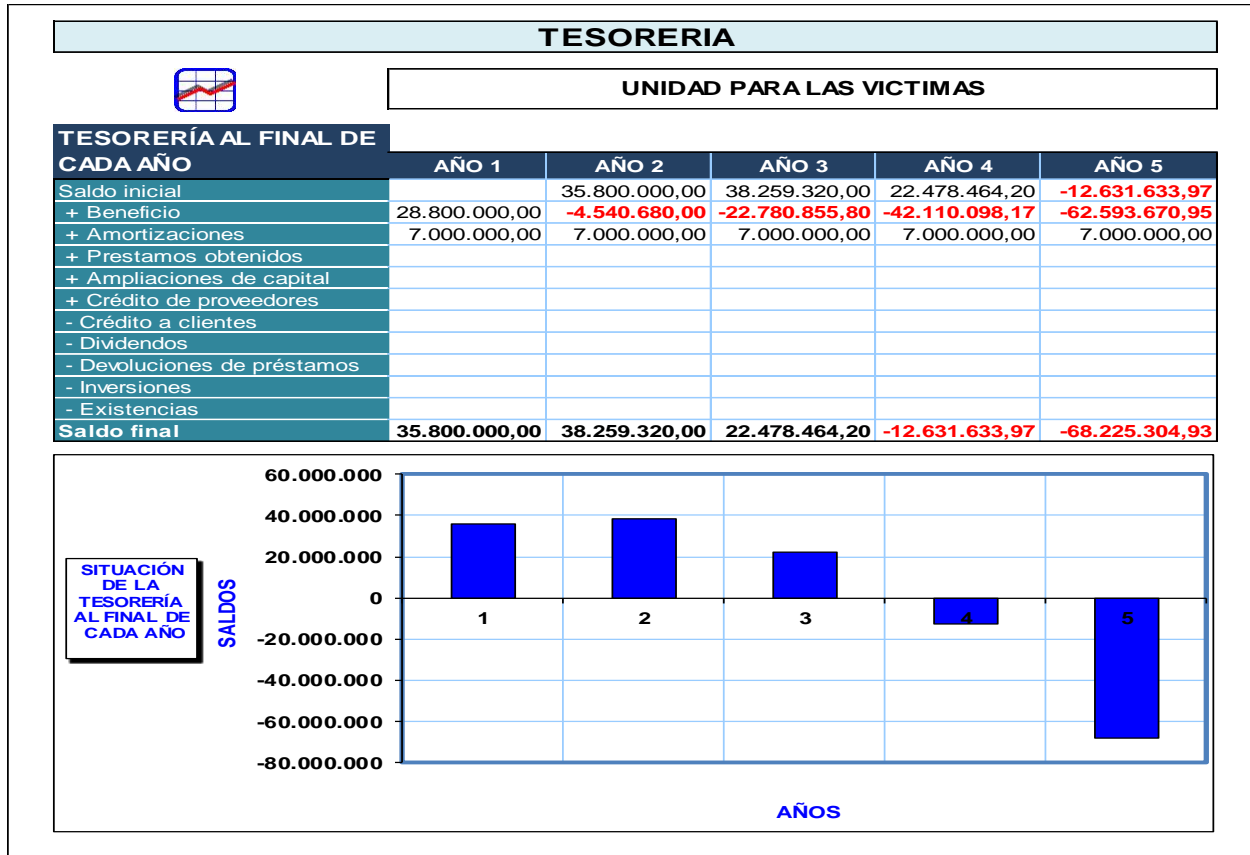 TESORERIA
UNIDAD PARA LAS VICTIMAS
TESORERÍA AL FINAL DE
CADA AÑO AÑO 1 AÑO 2 AÑO 3 AÑO 4 AÑO 5
Saldo inicial 35.800.000,00 38.259.320,00 22.478.464,20 -12.631.633,97
+ Beneficio 28.800.000,00 -4.540.680,00 -22.780.855,80 -42.110.098,17 -62.593.670,95
+ Amortizaciones 7.000.000,00 7.000.000,00 7.000.000,00 7.000.000,00 7.000.000,00
+ Prestamos obtenidos
+ Ampliaciones de capital
+ Crédito de proveedores
- Crédito a clientes
- Dividendos
- Devoluciones de préstamos
- Inversiones
- Existencias
Saldo final 35.800.000,00 38.259.320,00 22.478.464,20 -12.631.633,97 -68.225.304,93
SITUACIÓN
DE LA
TESORERÍA
AL FINAL DE
CADA AÑO
SALDOS
60.000.000
40.000.000
20.000.000
0
-20.000.000
-40.000.000
-60.000.000
-80.000.000
1 2 3 4 5
AÑOS